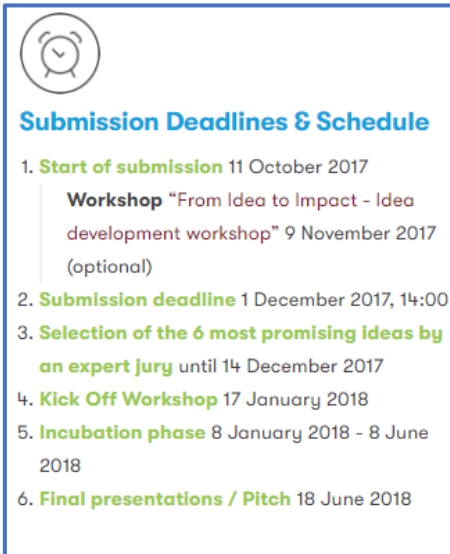 Submission Deadlines & Schedule
1. Start of submission 11 October 2017
Workshop “From Idea to Impact - Idea
development workshop” 9 November 2017
(optional)
2. Submission deadline 1 December 2017, 14:00
3. Selection of the 6 most promising ideas by
an expert jury until 14 December 2017
4. Kick Off Workshop 17 January 2018
5. Incubation phase 8 January 2018 - 8 June
2018
6. Final presentations / Pitch 18 June 2018